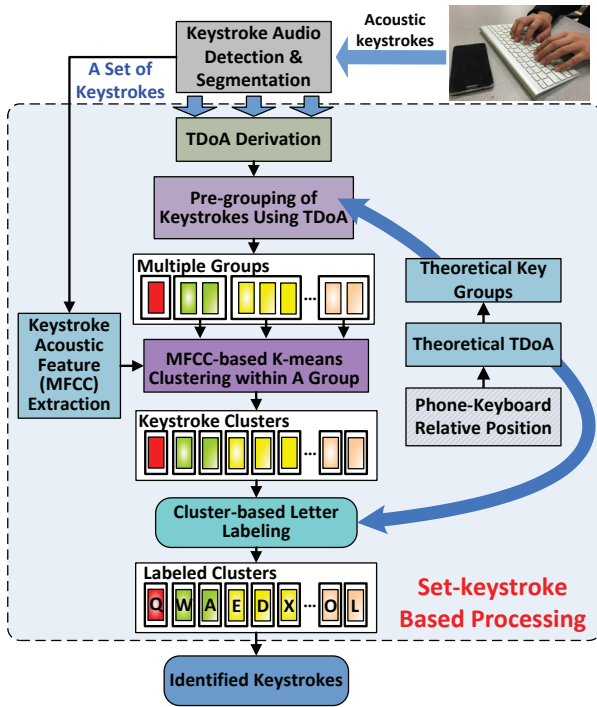 Keystroke Audio
Detection &
Segmentation
Acoustic
keystrokes
A Set of
Keystrokes
TDoA Derivation
Pre-grouping of
Keystrokes Using TDoA
Multiple Groups
...
Theoretical Key
Groups
Keystroke
Acoustic
Feature
(MFCC)
Extraction
MFCC-based K-means
Clustering within A Group
Theoretical TDoA
Phone-Keyboard
Relative Position
Keystroke Clusters
...
Cluster-based Letter
Labeling
Labeled Clusters
Q W A E D X ... O L
Set-keystroke
Based Processing
Identified Keystrokes